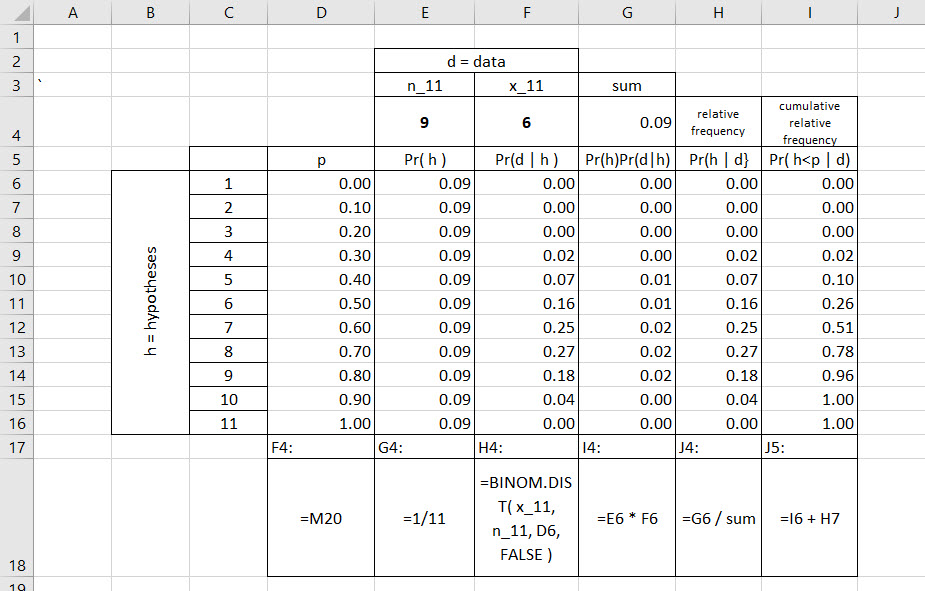 A B C D E F G H I J
1
2 d = data
3 ` n_11 x_11 sum
4 9 6 0.09 relative frequency cumulative relative frequency
5 p Pr( h ) Pr(d | h ) Pr(h)Pr(d|h) Pr(h | d} Pr( h<p | d)
h = hypotheses
6 1 0.00 0.09 0.00 0.00 0.00 0.00
7 2 0.10 0.09 0.00 0.00 0.00 0.00
8 3 0.20 0.09 0.00 0.00 0.00 0.00
9 4 0.30 0.09 0.02 0.00 0.02 0.02
10 5 0.40 0.09 0.07 0.01 0.07 0.10
11 6 0.50 0.09 0.16 0.01 0.16 0.26
12 7 0.60 0.09 0.25 0.02 0.25 0.51
13 8 0.70 0.09 0.27 0.02 0.27 0.78
14 9 0.80 0.09 0.18 0.02 0.18 0.96
15 10 0.90 0.09 0.04 0.00 0.04 1.00
16 11 1.00 0.09 0.00 0.00 0.00 1.00
17 F4: G4: H4: I4: J4: J5:
18 =M20 =1/11 =BINOM.DIST( x_11, n_11, D6, FALSE ) =E6 * F6 =G6 / sum =I6 + H7
19